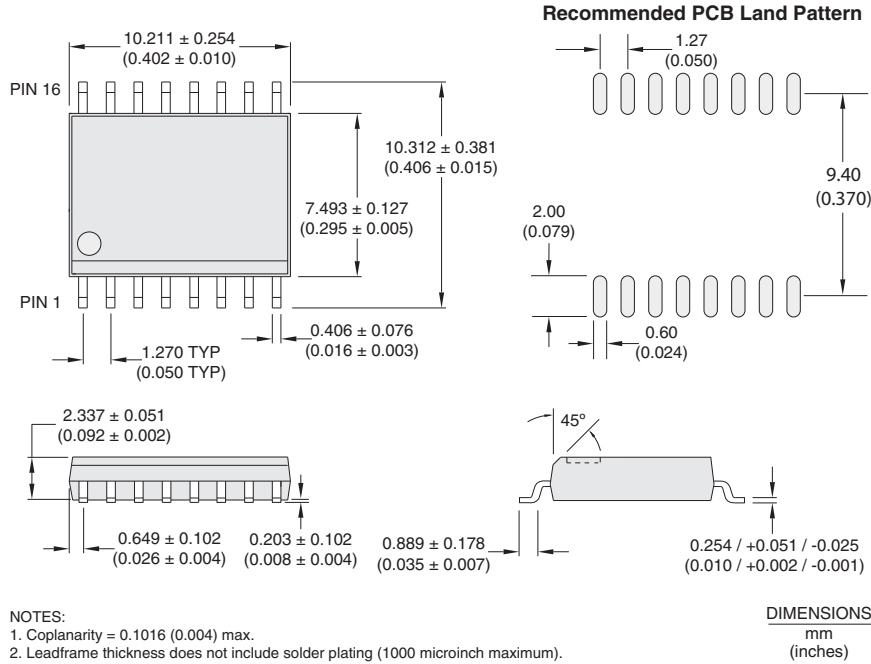 Recommended PCB Land Pattern
10.211 ± 0.254
(0.402 ± 0.010)
PIN 16
10.312 ± 0.381
(0.406 ± 0.015)
7.493 ± 0.127
(0.295 ± 0.005)
PIN 1
1.270 TYP
(0.050 TYP)
0.406 ± 0.076
(0.016 ± 0.003)
1.27
(0.050)
9.40
(0.370)
2.00
(0.079)
0.60
(0.024)
2.337 ± 0.051
(0.092 ± 0.002)
0.649 ± 0.102
(0.026 ± 0.004)
0.203 ± 0.102
(0.008 ± 0.004)
45º
0.889 ± 0.178
(0.035 ± 0.007)
0.254 / +0.051 / -0.025
(0.010 / +0.002 / -0.001)
NOTES:
1. Coplanarity = 0.1016 (0.004) max.
2. Leadframe thickness does not include solder plating (1000 microinch maximum).
DIMENSIONS
mm
(inches)